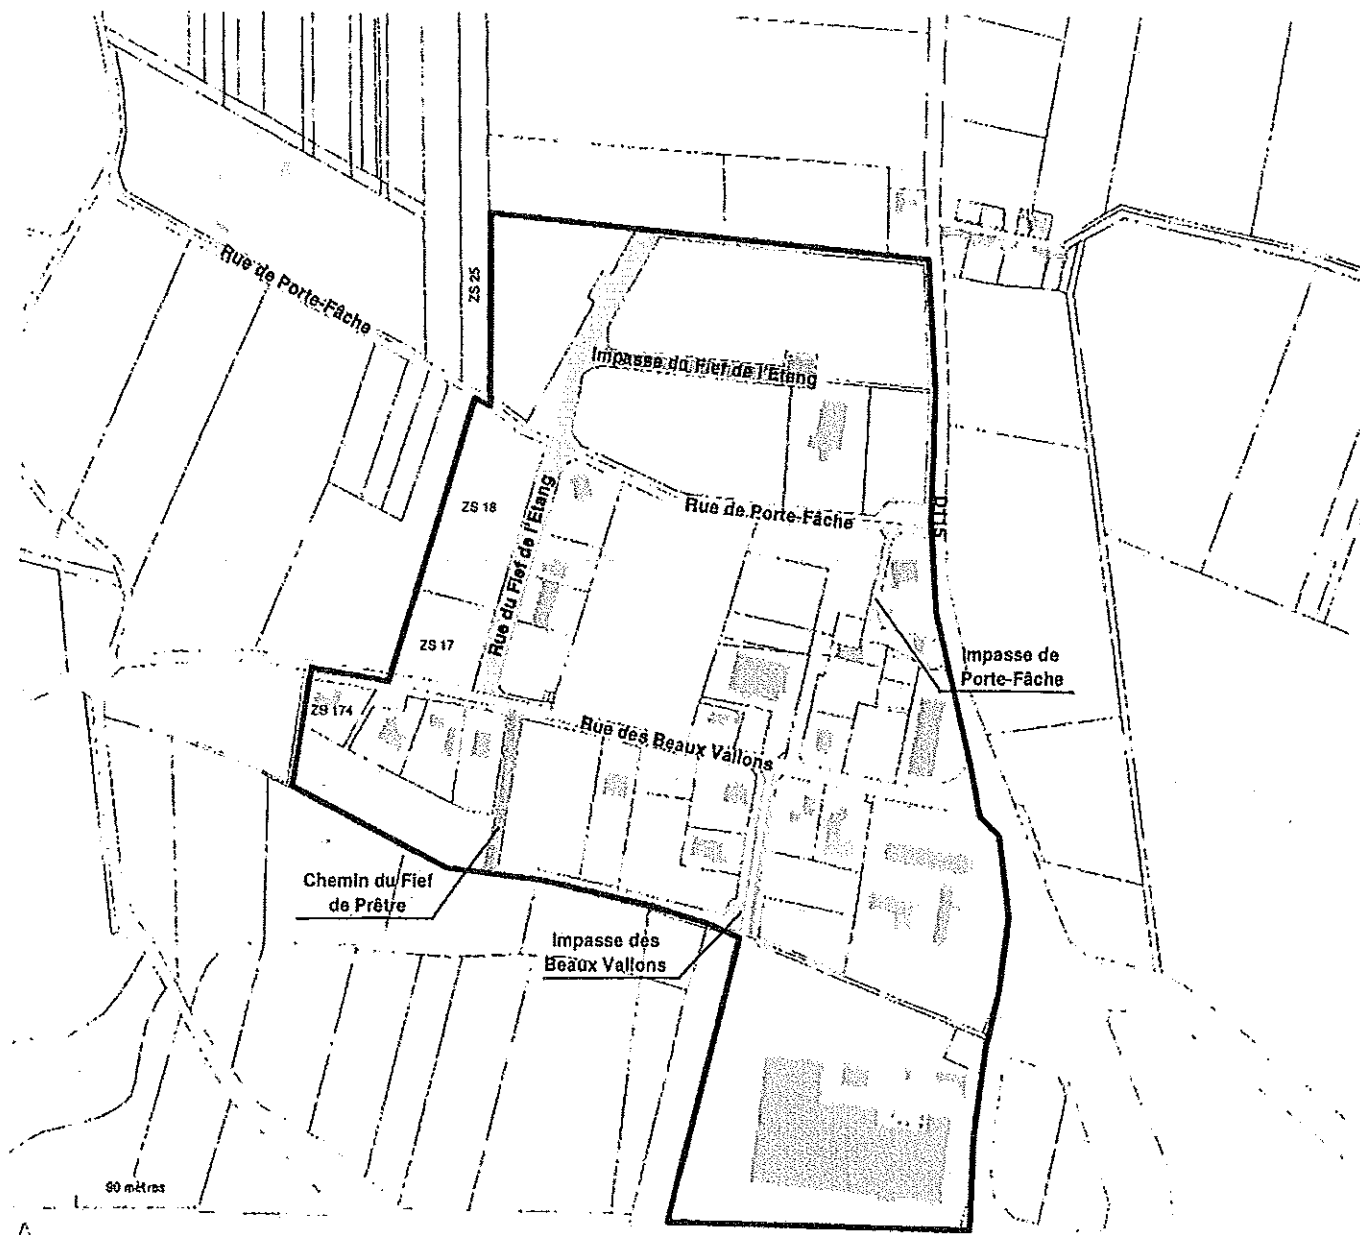 Rue de Porte-Fâche
ZS 25
Impasse du Fief de l'Etang
ZS 18
Rue du Fief de l'Etang
Rue de Porte-Fâche
D115
ZS 17
Impasse de
Porte-Fâche
ZS 174
Rue des Beaux Vallons
Chemin du Fief
de Prêtre
Impasse des
Beaux Vallons
90 mètres